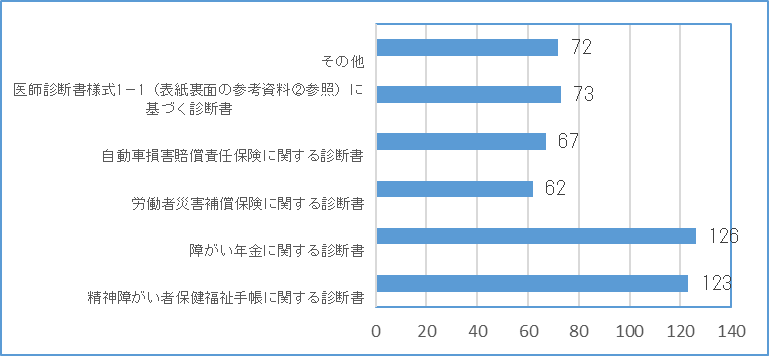 その他 72
医師診断書様式1－1（表紙裏面の参考資料②参照）に
基づく診断書 73
自動車損害賠償責任保険に関する診断書 67
労働者災害補償保険に関する診断書 62
障がい年金に関する診断書 126
精神障がい者保健福祉手帳に関する診断書 123
0 20 40 60 80 100 120 140